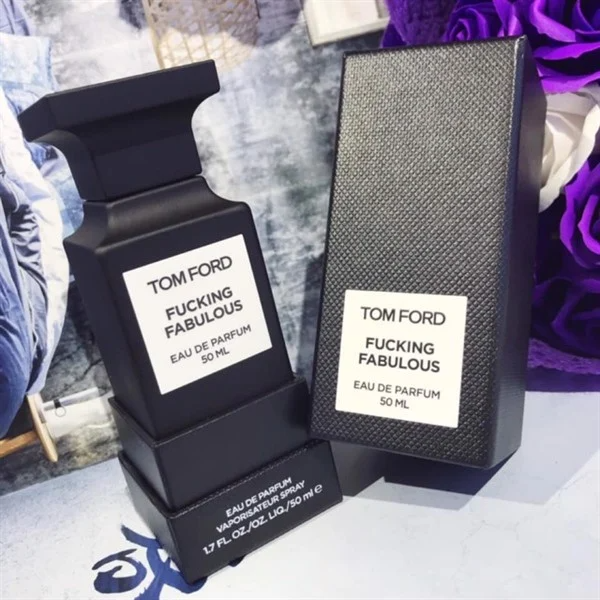 TOM FORD
FUCKING
FABULOUS
EAU DE PARFUM
50 ML
EAU DE PARFUM
VAPORISATEUR SPRAY
1.7 FL. OZ./OZ. LIQ./50 ml ℮
TOM FORD
FUCKING
FABULOUS
EAU DE PARFUM
50 ML